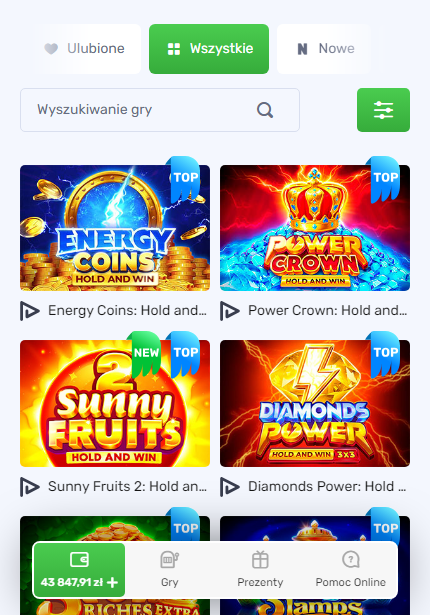 Ulubione
Wszystkie
Nowe
Wyszukiwanie gry
TOP
ENERGY
COINS
HOLD AND WIN
TOP
POWER
CROWN
HOLD AND WIN
Energy Coins: Hold and...
Power Crown: Hold and...
NEW
TOP
2
Sunny
FRUITS
HOLD AND WIN
TOP
DIAMONDS
POWER
HOLD AND WIN 3X3
Sunny Fruits 2: Hold an...
Diamonds Power: Hold ...
TOP
TOP
RICHES EXTRA
43 847,91 zł +
Gry
Prezenty
Pomoc Online